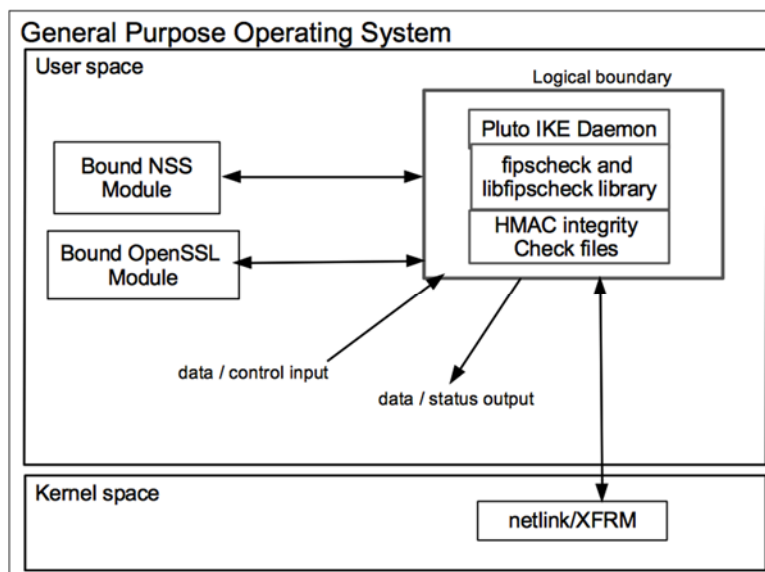 General Purpose Operating System
User space
Logical boundary
Pluto IKE Daemon
fipscheck and
libfipscheck library
HMAC integrity
Check files
Bound NSS
Module
Bound OpenSSL
Module
data / control input
data / status output
Kernel space
netlink/XFRM